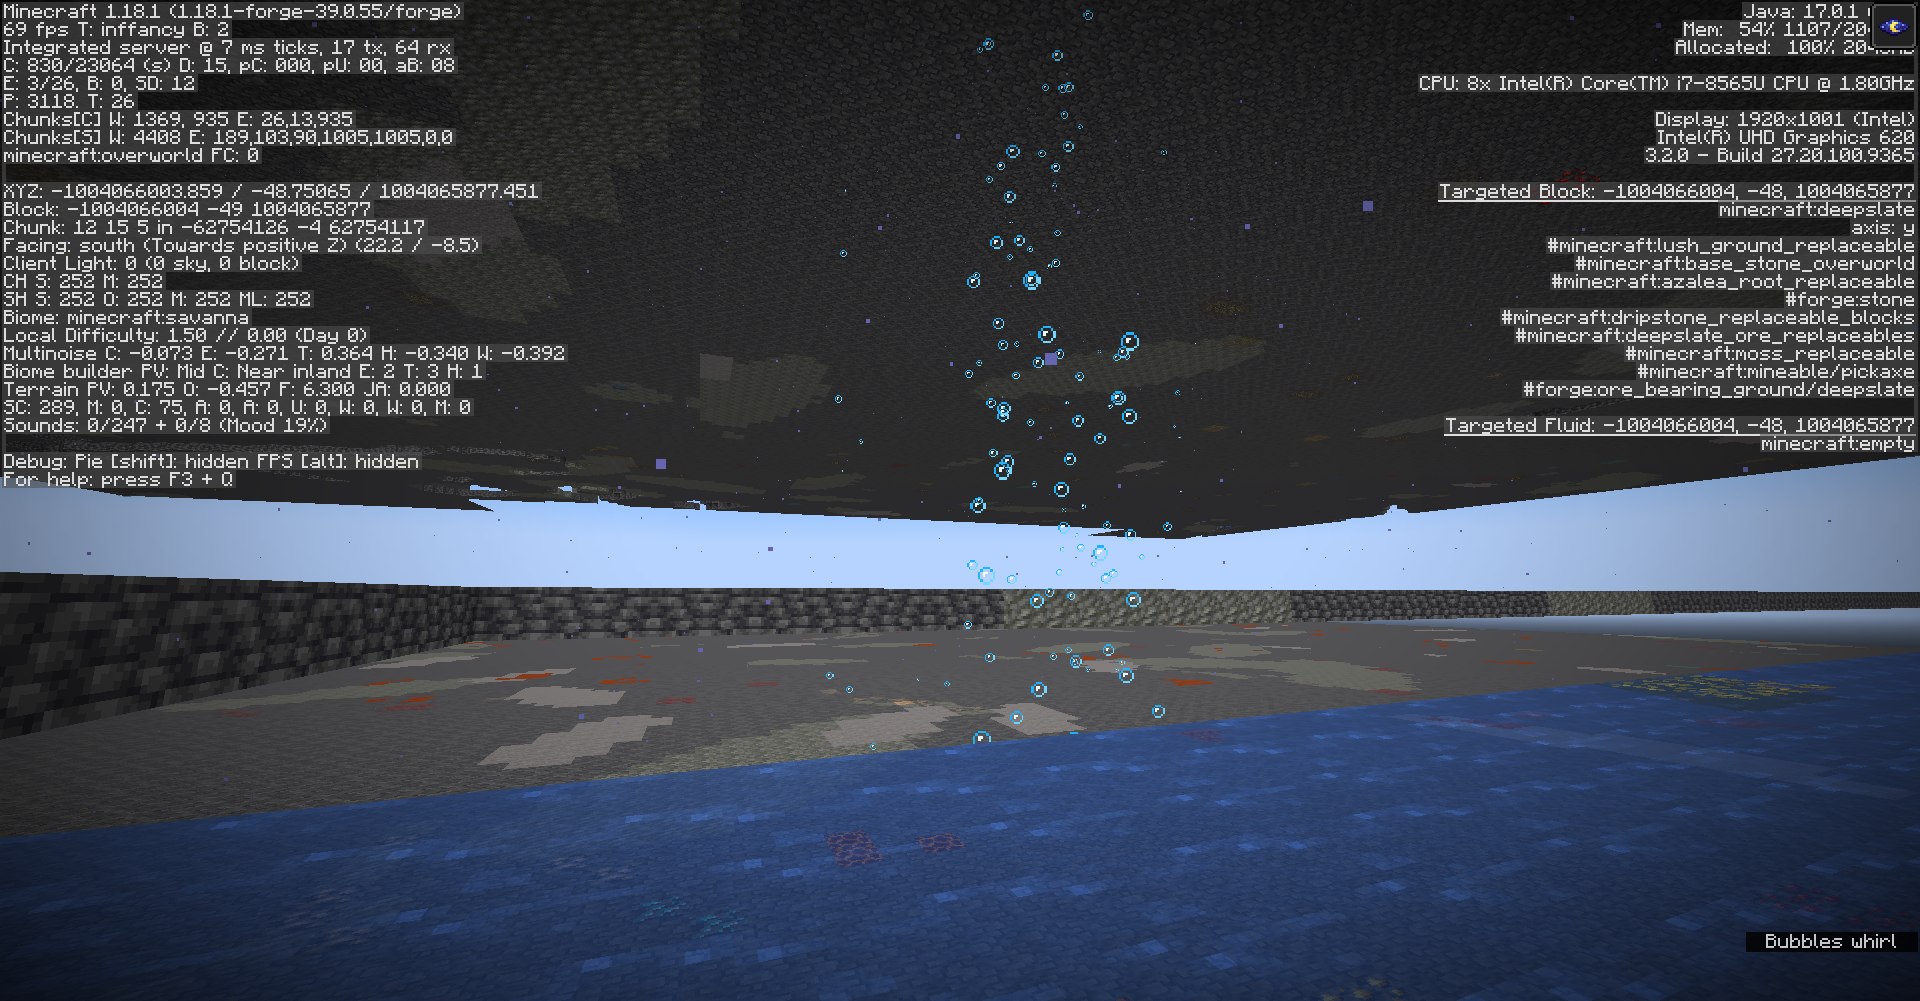 Minecraft 1.18.1 (1.18.1-forge-39.0.55/forge)
69 fps T: inffancy B: 2
Integrated server @ 7 ms ticks, 17 tx, 64 rx
C: 830/23064 (s) D: 15, pC: 000, pU: 00, aB: 08
E: 3/26, B: 0, SD: 12
P: 3118. T: 26
Chunks[C] W: 1369, 935 E: 26,13,935
Chunks[S] W: 4408 E: 189,103,90,1005,1005,0,0
minecraft:overworld FC: 0
XYZ: -1004066003.859 / -48.75065 / 1004065877.451
Block: -1004066004 -49 1004065877
Chunk: 12 15 5 in -62754126 -4 62754117
Facing: south (Towards positive Z) (22.2 / -8.5)
Client Light: 0 (0 sky, 0 block)
CH S: 252 M: 252
SH S: 252 O: 252 M: 252 ML: 252
Biome: minecraft:savanna
Local Difficulty: 1.50 // 0.00 (Day 0)
Multinoise C: -0.073 E: -0.271 T: 0.364 H: -0.340 W: -0.392
Biome builder PV: Mid C: Near inland E: 2 T: 3 H: 1
Terrain PV: 0.175 O: -0.457 F: 6.300 JA: 0.000
SC: 289, M: 0, C: 75, A: 0, A: 0, U: 0, W: 0, W: 0, M: 0
Sounds: 0/247 + 0/8 (Mood 19%)
Debug: Pie [shift]: hidden FPS [alt]: hidden
For help: press F3 + Q
Java: 17.0.1
Mem: 54% 1107/20
Allocated: 100% 204
CPU: 8x Intel(R) Core(TM) i7-8565U CPU @ 1.80GHz
Display: 1920x1001 (Intel)
Intel(R) UHD Graphics 620
3.2.0 - Build 27.20.100.9365
Targeted Block: -1004066004, -48, 1004065877
minecraft:deepslate
axis: y
#minecraft:lush_ground_replaceable
#minecraft:base_stone_overworld
#minecraft:azalea_root_replaceable
#forge:stone
#minecraft:dripstone_replaceable_blocks
#minecraft:deepslate_ore_replaceables
#minecraft:moss_replaceable
#minecraft:mineable/pickaxe
#forge:ore_bearing_ground/deepslate
Targeted Fluid: -1004066004, -48, 1004065877
minecraft:empty
Bubbles whirl